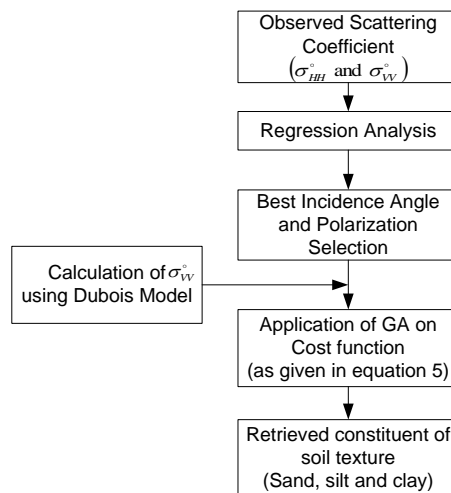 Observed Scattering
Coefficient
(σ°HH and σ°VV)
Regression Analysis
Best Incidence Angle
and Polarization
Selection
Calculation of σ°VV
using Dubois Model
Application of GA on
Cost function
(as given in equation 5)
Retrieved constituent of
soil texture
(Sand, silt and clay)